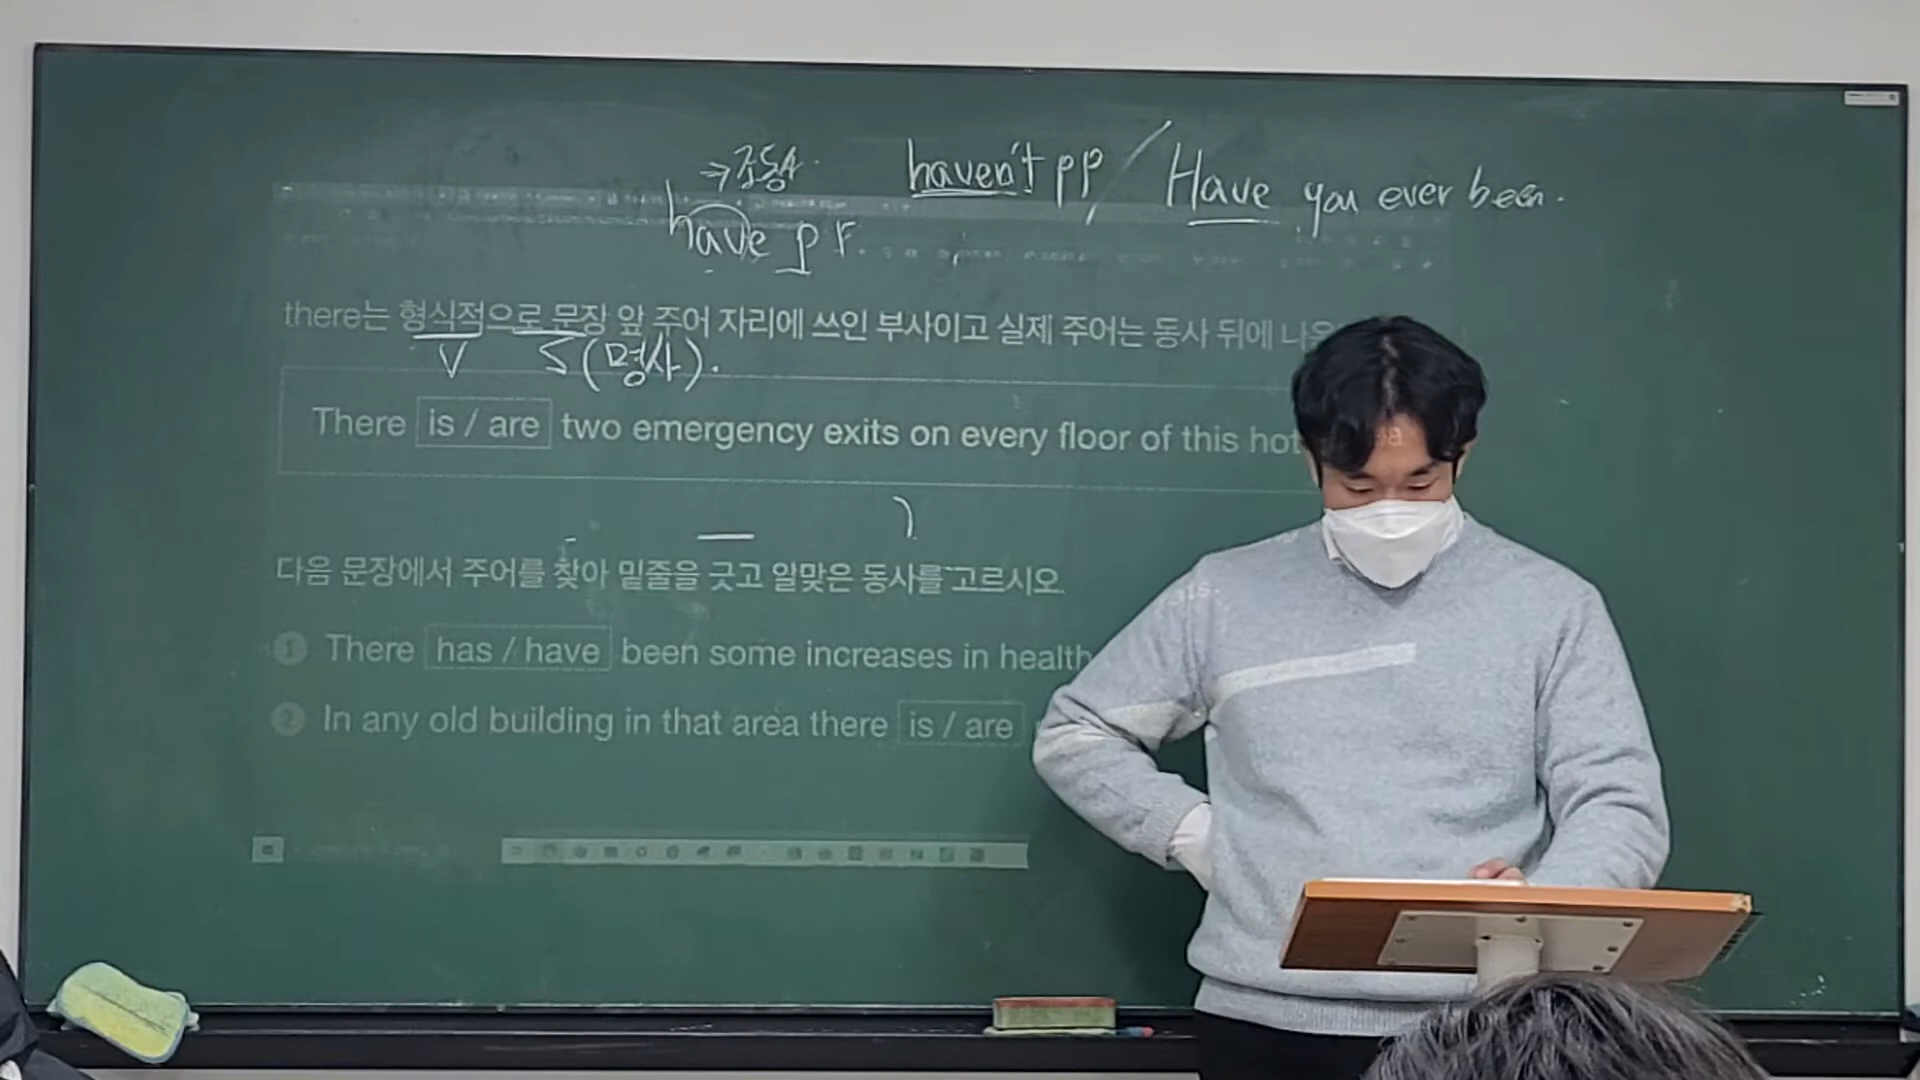 ⇒조동사
haven't pp / Have you ever been.
have p
there는 형식적으로 문장 앞 주어 자리에 쓰인 부사이고 실제 주어는 동사 뒤에
V S (명사).
There is / are two emergency exits on every floor of this
다음 문장에서 주어를 찾아 밑줄을 긋고 알맞은 동사를 고르시오.
1 There has / have been some increases in health
2 In any old building in that area there is / are